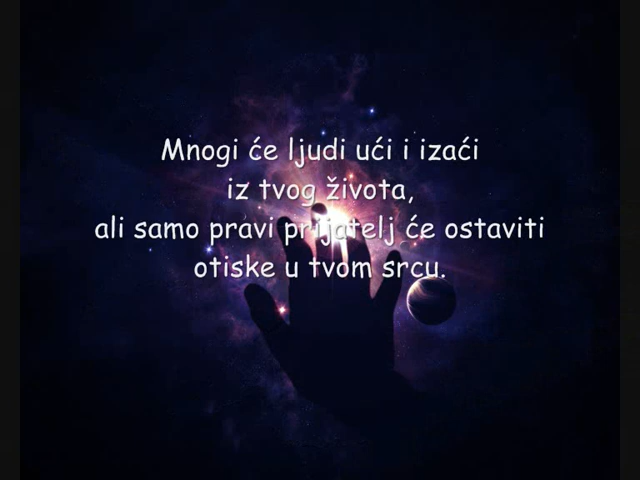 Mnogi će ljudi ući i izaći
iz tvog života,
ali samo pravi prijatelj će ostaviti
otiske u tvom srcu.